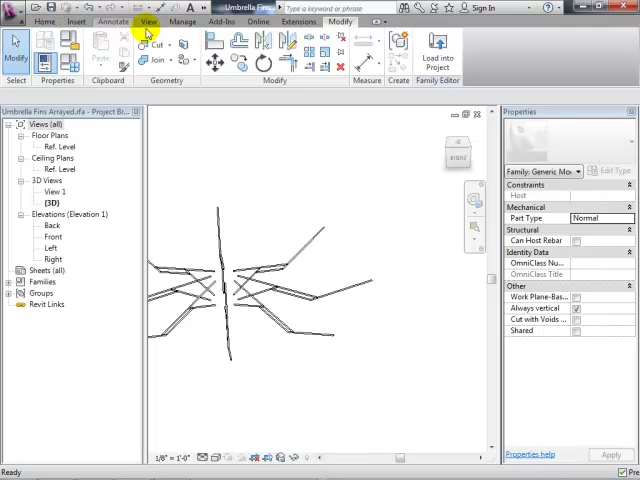 Umbrella Fins
Type a keyword or phrase
Sign In
Home Insert Annotate View Manage Add-Ins Online Extensions Modify
Modify
Paste
Cut
Join
Load into
Project
Select Properties Clipboard Geometry Modify Measure Create Family Editor
Umbrella Fins Arrayed.rfa - Project Br...
Views (all)
Floor Plans
Ref. Level
Ceiling Plans
Ref. Level
3D Views
View 1
{3D}
Elevations (Elevation 1)
Back
Front
Left
Right
Sheets (all)
Families
Groups
Revit Links
RIGHT
Properties
Family: Generic Mo
Edit Type
Constraints
Host
Mechanical
Part Type Normal
Structural
Can Host Rebar
Identity Data
OmniClass Nu...
OmniClass Title
Other
Work Plane-Bas...
Always vertical
Cut with Voids ...
Shared
Properties help
Apply
1/8" = 1'-0"
Ready
Pre